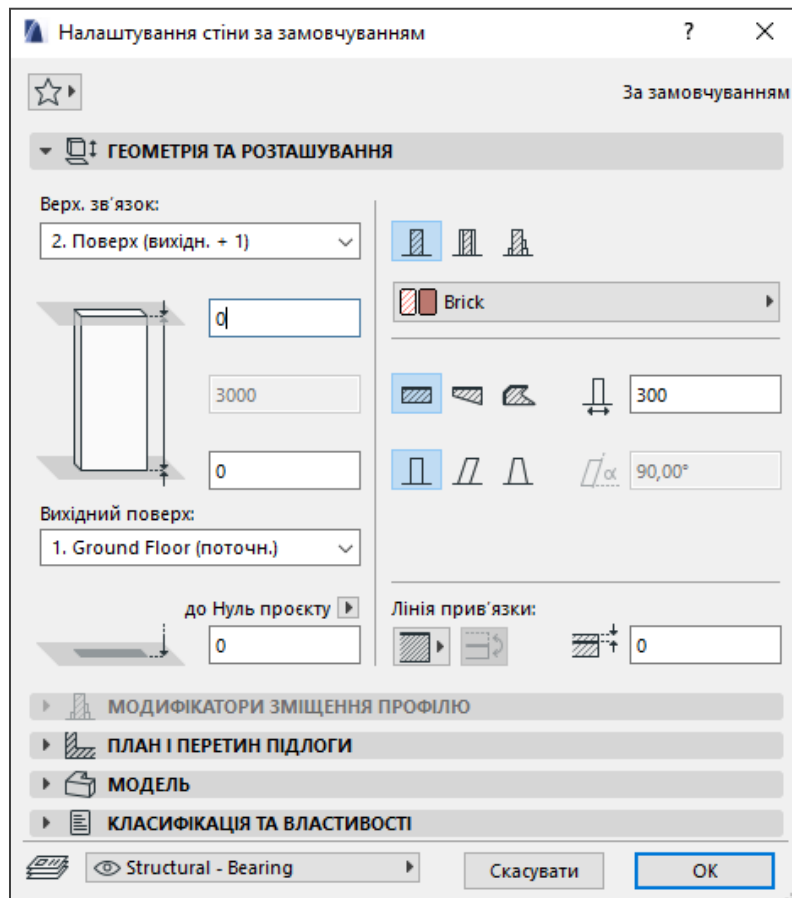 Налаштування стіни за замовчуванням ?
За замовчуванням
ГЕОМЕТРІЯ ТА РОЗТАШУВАННЯ
Верх. зв'язок:
2. Поверх (вихідн. + 1)
0
3000
0
Вихідний поверх:
1. Ground Floor (поточн.)
до Нуль проєкту
0
Brick
300
α 90,00°
Лінія прив'язки:
0
МОДИФІКАТОРИ ЗМІЩЕННЯ ПРОФІЛЮ
ПЛАН І ПЕРЕТИН ПІДЛОГИ
МОДЕЛЬ
КЛАСИФІКАЦІЯ ТА ВЛАСТИВОСТІ
Structural - Bearing
Скасувати
OK